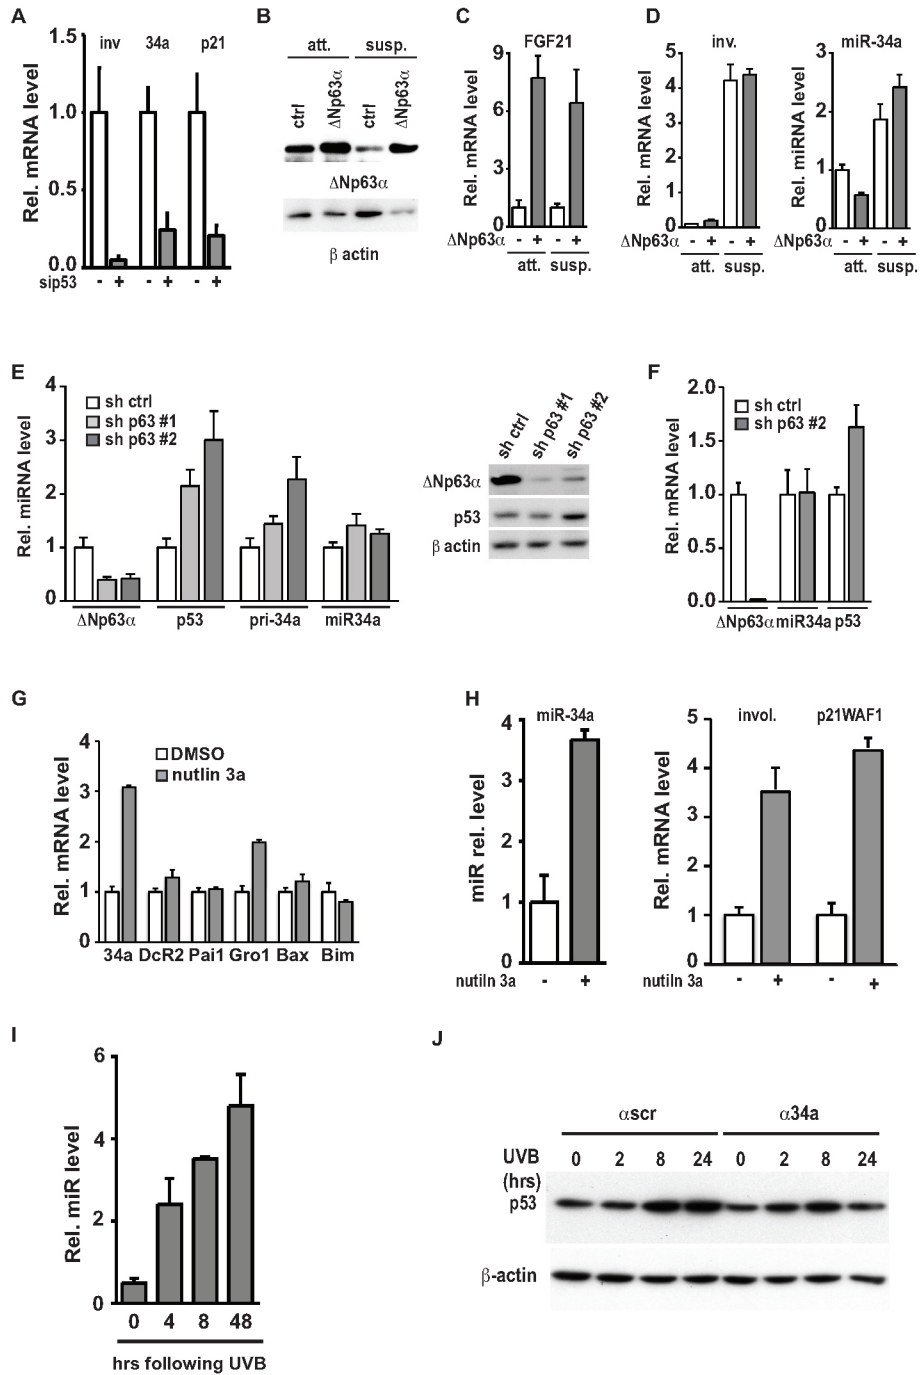 A
1.5
1.0
0.5
0.0
Rel. mRNA level
inv 34a p21
sip53 - + - + - +
B
att. susp.
ctrl ΔNp63α ctrl ΔNp63α
ΔNp63α
β actin
C
FGF21
9
6
3
0
Rel. mRNA level
ΔNp63α - + - +
att. susp.
D
inv.
5
4
3
2
1
0
Rel. mRNA level
ΔNp63α - + - +
att. susp.
miR-34a
3
2
1
0
Rel. miRNA level
ΔNp63α - + - +
att. susp.
E
4
3
2
1
0
Rel. miRNA level
sh ctrl
sh p63 #1
sh p63 #2
ΔNp63α p53 pri-34a miR34a
sh ctrl sh p63 #1 sh p63 #2
ΔNp63α
p53
β actin
F
2.0
1.5
1.0
0.5
0.0
Rel. mRNA level
sh ctrl
sh p63 #2
ΔNp63α miR34a p53
G
4
3
2
1
0
Rel. mRNA level
DMSO
nutlin 3a
34a DcR2 Pai1 Gro1 Bax Bim
H
miR-34a
4
3
2
1
0
miR rel. level
nutiln 3a - +
invol. p21WAF1
5
4
3
2
1
0
Rel. mRNA level
nutiln 3a - + - +
I
6
4
2
0
Rel. miR level
0 4 8 48
hrs following UVB
J
αscr α34a
UVB 0 2 8 24 0 2 8 24
(hrs)
p53
β-actin